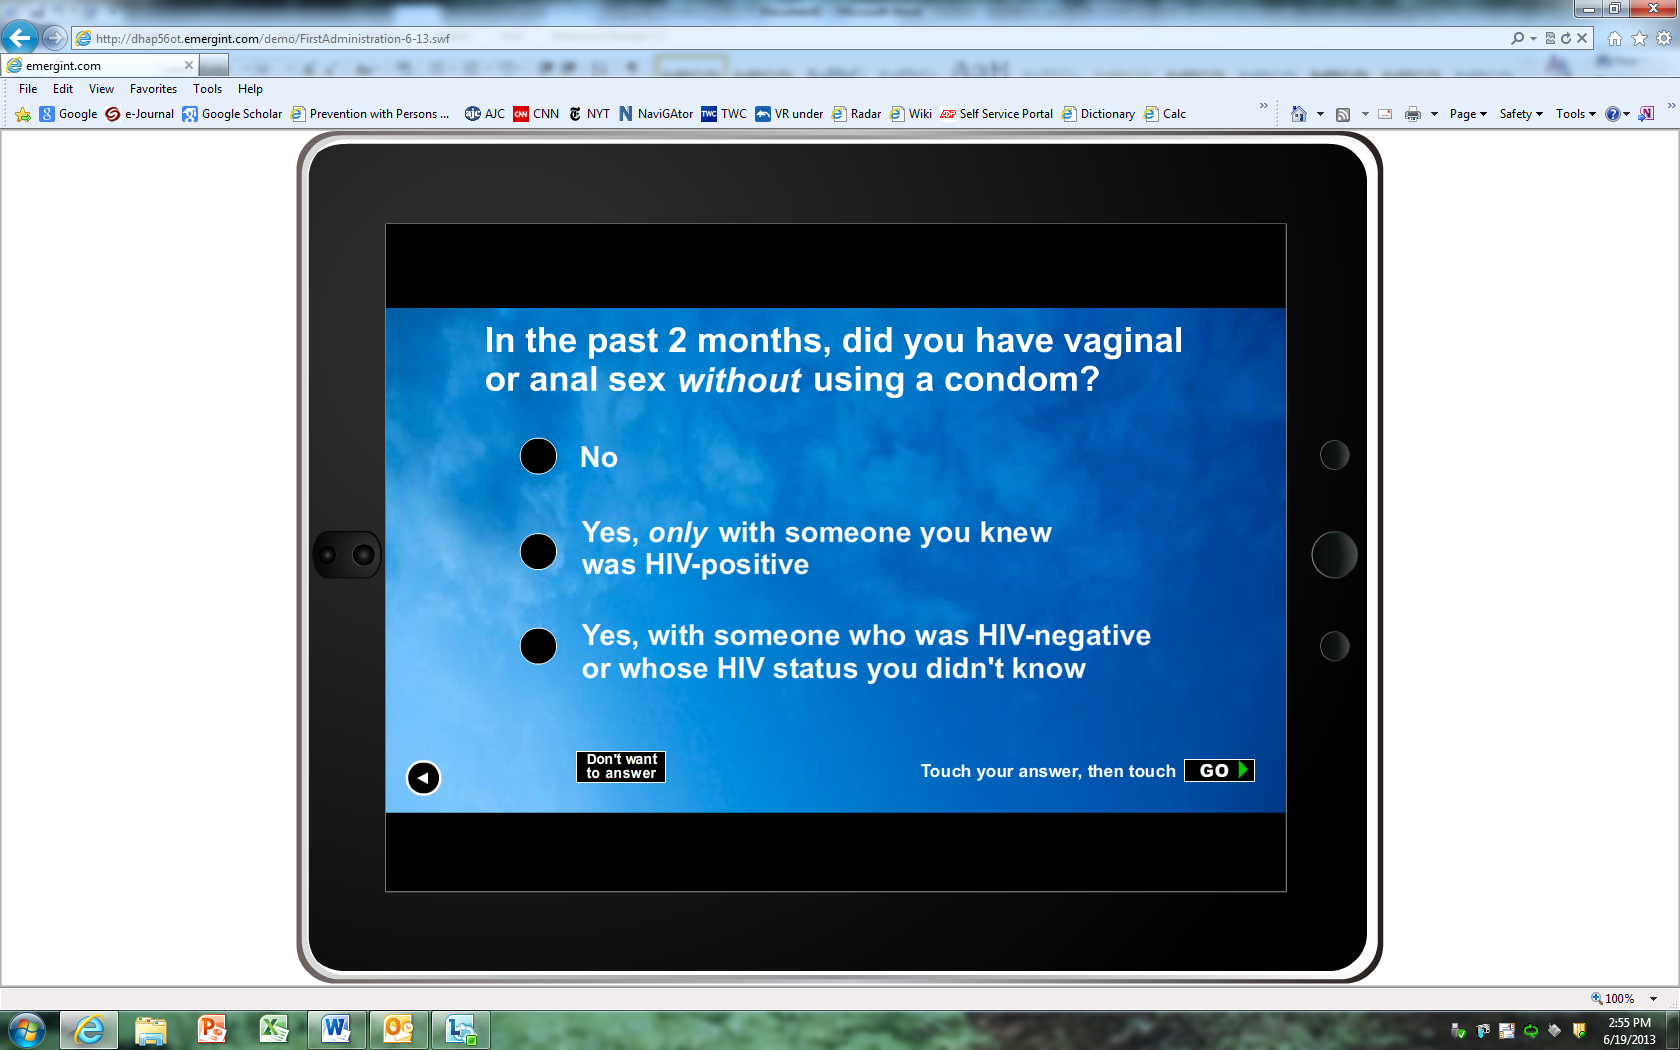 http://dhap56ot.emergint.com/demo/FirstAdministration-6-13.swf
emergint.com
File Edit View Favorites Tools Help
Google e-Journal Google Scholar Prevention with Persons ... AJC CNN NYT NaviGAtor TWC VR under Radar Wiki Self Service Portal Dictionary Calc Page Safety Tools
In the past 2 months, did you have vaginal
or anal sex without using a condom?
No
Yes, only with someone you knew
was HIV-positive
Yes, with someone who was HIV-negative
or whose HIV status you didn't know
Don't want
to answer
Touch your answer, then touch GO
100%
2:55 PM
6/19/2013